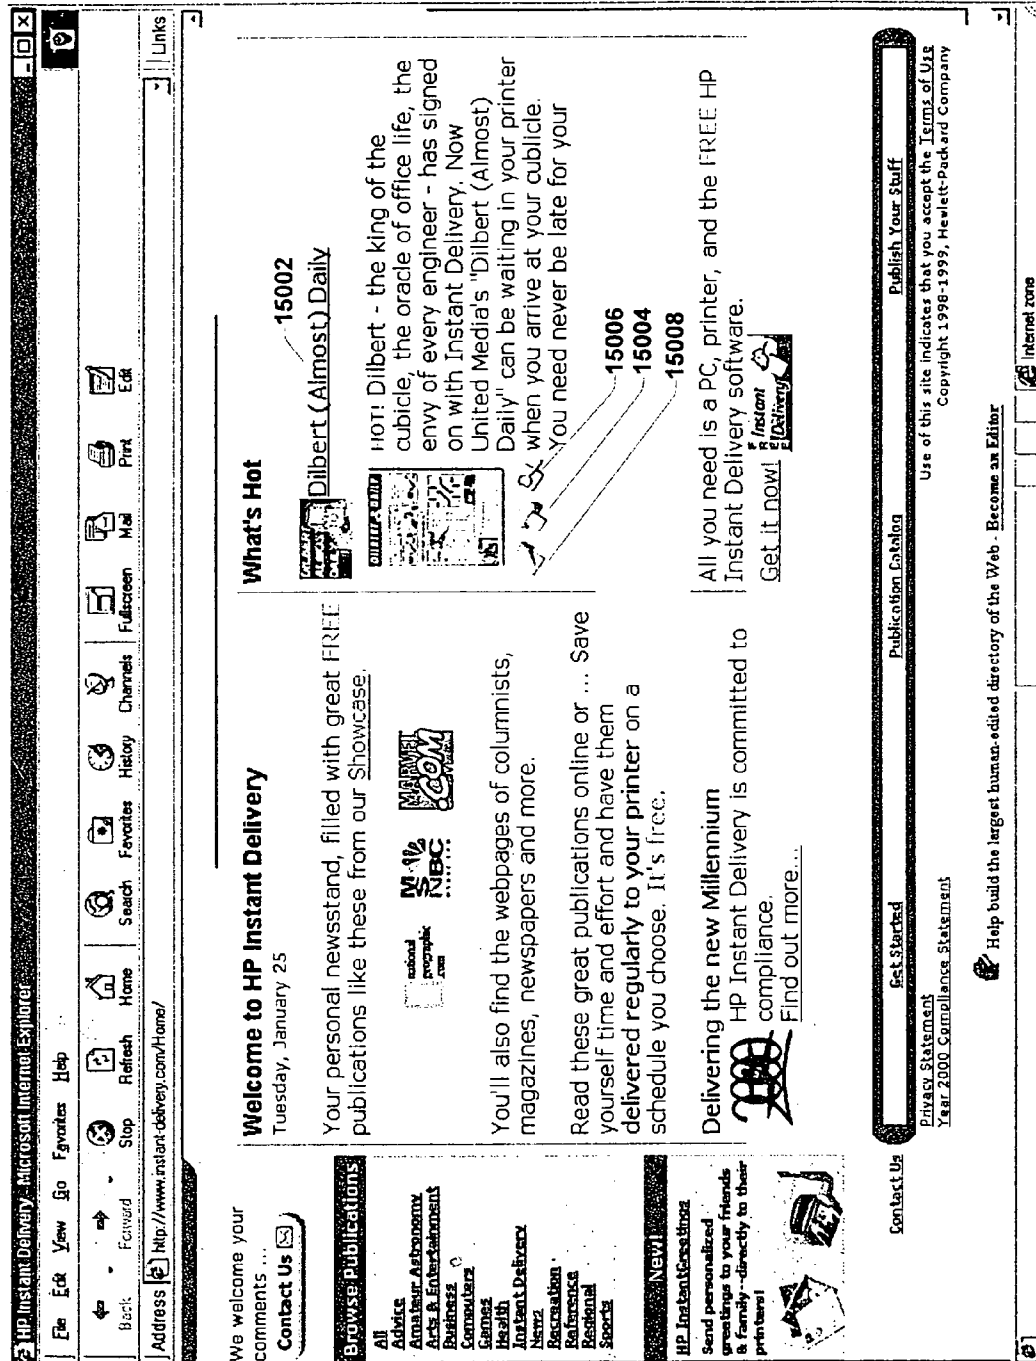 HP Instant Delivery - Microsoft Internet Explorer
File Edit View Go Favorites Help
Back Forward Stop Refresh Home Search Favorites History Channels Fullscreen Mail Print Edit
Address http://www.instant-delivery.com/Home/ Links
We welcome your
comments ...
Contact Us
Browse Publications
All
Advice
Amateur Astronomy
Arts & Entertainment
Business
Computers
Games
Health
Instant Delivery
News
Recreation
Reference
Regional
Sports
New!
HP InstantGreetings
Send personalized
greetings to your friends
& family--directly to their
printers!
Welcome to HP Instant Delivery
Tuesday, January 25
Your personal newsstand, filled with great FREE
publications like these from our Showcase.
national
geographic
.com
MSNBC
MARVEL
.COM
You'll also find the webpages of columnists,
magazines, newspapers and more.
Read these great publications online or ... Save
yourself time and effort and have them
delivered regularly to your printer on a
schedule you choose. It's free.
Delivering the new Millennium
HP Instant Delivery is committed to
compliance.
Find out more...
What's Hot
15002
Dilbert (Almost) Daily
HOT! Dilbert - the king of the
cubicle, the oracle of office life, the
envy of every engineer - has signed
on with Instant Delivery. Now
United Media's "Dilbert (Almost)
Daily" can be waiting in your printer
when you arrive at your cublicle.
You need never be late for your
15006
15004
15008
All you need is a PC, printer, and the FREE HP
Instant Delivery software.
Get it now!
FREE
Instant
Delivery
Get Started Publication Catalog Publish Your Stuff
Contact Us
Privacy Statement
Year 2000 Compliance Statement
Use of this site indicates that you accept the Terms of Use
Copyright 1998-1999, Hewlett-Packard Company
Help build the largest human-edited directory of the Web - Become an Editor
Internet zone